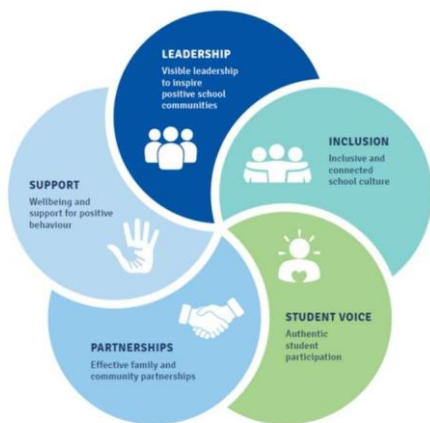 LEADERSHIP
Visible leadership
to inspire
positive school
communities
INCLUSION
Inclusive and
connected
school culture
STUDENT VOICE
Authentic
student
participation
PARTNERSHIPS
Effective family and
community partnerships
SUPPORT
Wellbeing and
support for positive
behaviour